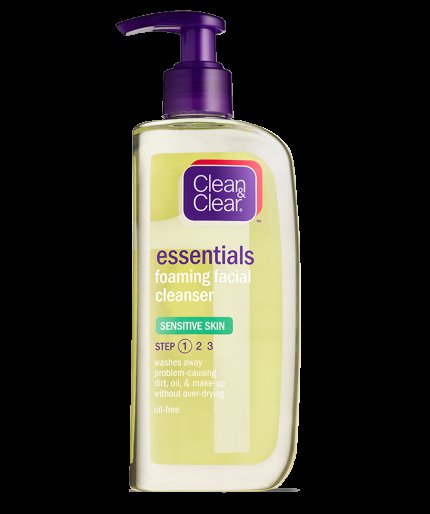 Clean &
Clear®
™
essentials
foaming facial
cleanser
SENSITIVE SKIN
STEP 1 2 3
washes away
problem-causing
dirt, oil, & make-up
without over-drying
oil-free